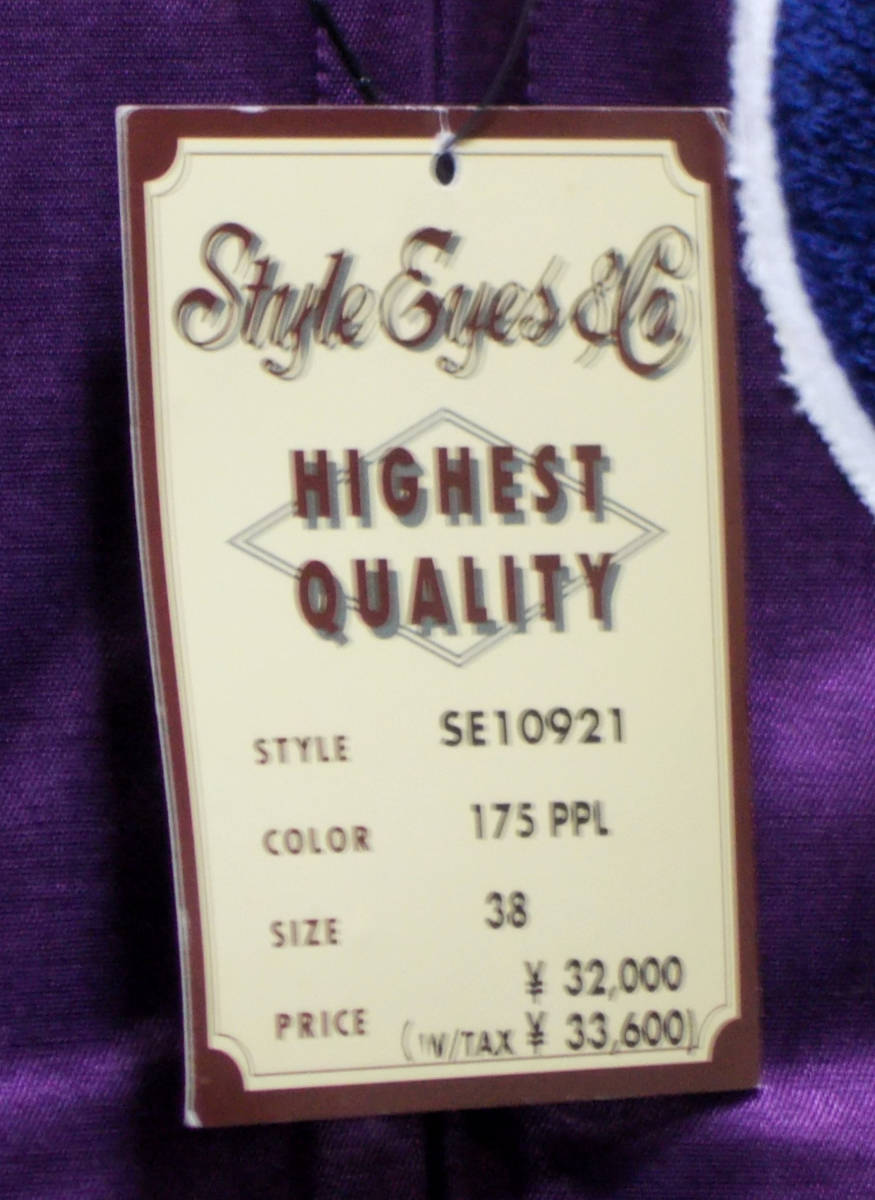 Style Eyes & Co.
HIGHEST
QUALITY
STYLE SE10921
COLOR 175 PPL
SIZE 38
PRICE ¥ 32,000
(W/TAX ¥ 33,600)